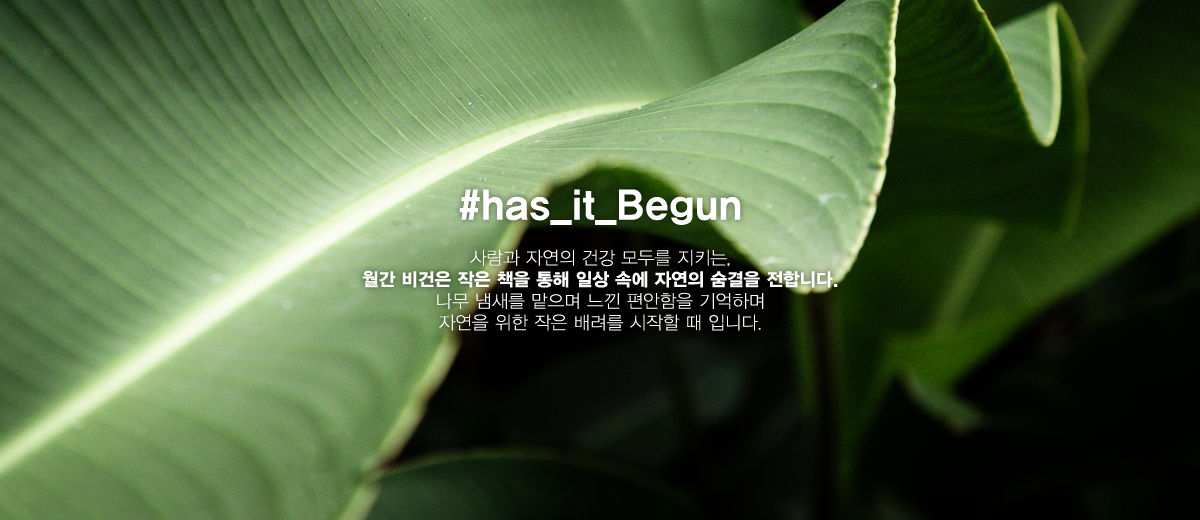 #has_it_Begun
사람과 자연의 건강 모두를 지키는,
월간 비건은 작은 책을 통해 일상 속에 자연의 숨결을 전합니다.
나무 냄새를 맡으며 느낀 편안함을 기억하며
자연을 위한 작은 배려를 시작할 때 입니다.